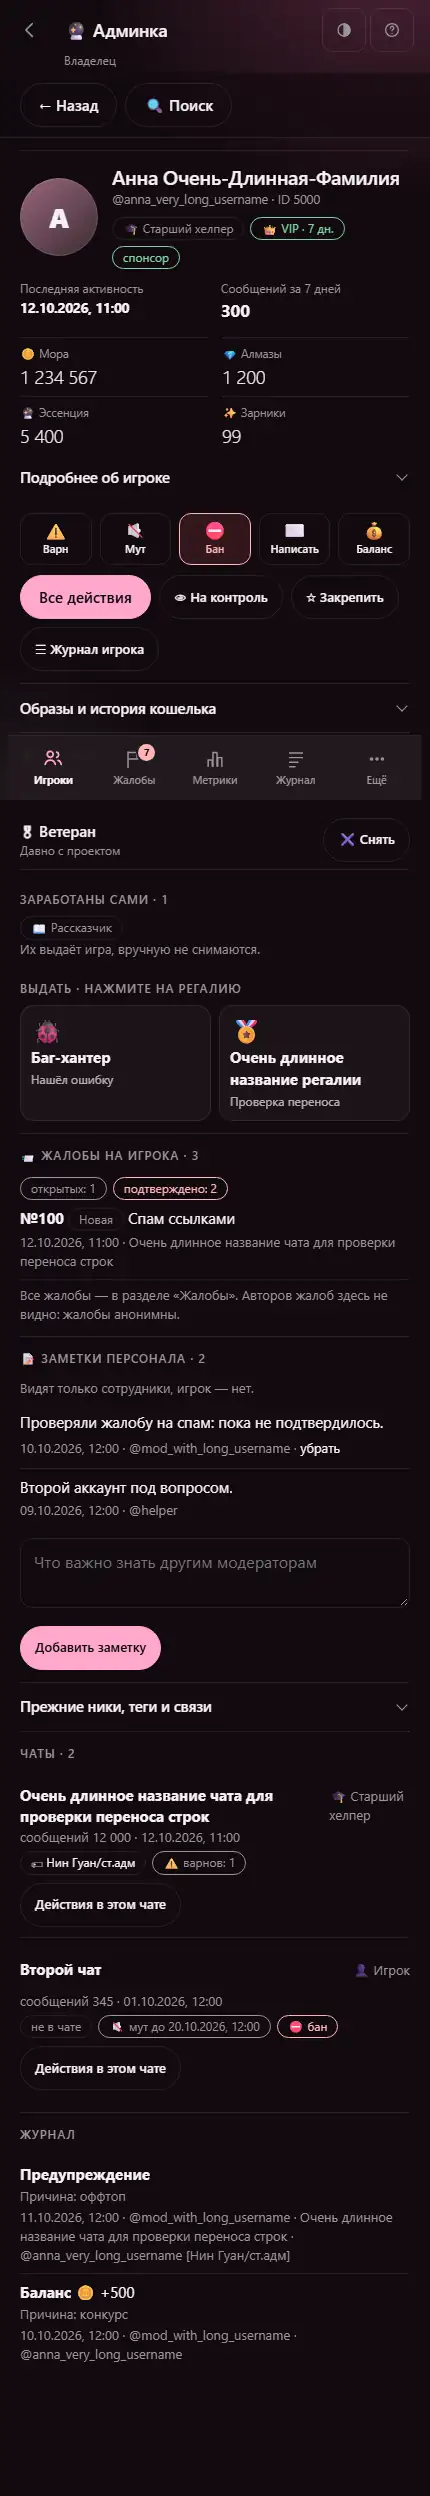 Админка
Владелец
← Назад
Поиск
А
Анна Очень-Длинная-Фамилия
@anna_very_long_username · ID 5000
Старший хелпер
VIP · 7 дн.
спонсор
Последняя активность
12.10.2026, 11:00
Сообщений за 7 дней
300
Мора
1 234 567
Алмазы
1 200
Эссенция
5 400
Зарники
99
Подробнее об игроке
Варн
Мут
Бан
Написать
Баланс
Все действия
На контроль
☆ Закрепить
☰ Журнал игрока
Образы и история кошелька
Игроки
Жалобы
7
Метрики
Журнал
Ещё
Ветеран
Давно с проектом
Снять
ЗАРАБОТАНЫ САМИ · 1
Рассказчик
Их выдаёт игра, вручную не снимаются.
ВЫДАТЬ · НАЖМИТЕ НА РЕГАЛИЮ
Баг-хантер
Нашёл ошибку
Очень длинное
название регалии
Проверка переноса
ЖАЛОБЫ НА ИГРОКА · 3
открытых: 1
подтверждено: 2
№100 Новая Спам ссылками
12.10.2026, 11:00 · Очень длинное название чата для проверки
переноса строк
Все жалобы — в разделе «Жалобы». Авторов жалоб здесь не
видно: жалобы анонимны.
ЗАМЕТКИ ПЕРСОНАЛА · 2
Видят только сотрудники, игрок — нет.
Проверяли жалобу на спам: пока не подтвердилось.
10.10.2026, 12:00 · @mod_with_long_username · убрать
Второй аккаунт под вопросом.
09.10.2026, 12:00 · @helper
Что важно знать другим модераторам
Добавить заметку
Прежние ники, теги и связи
ЧАТЫ · 2
Очень длинное название чата для
проверки переноса строк
Старший
хелпер
сообщений 12 000 · 12.10.2026, 11:00
Нин Гуан/ст.адм
варнов: 1
Действия в этом чате
Второй чат
Игрок
сообщений 345 · 01.10.2026, 12:00
не в чате
мут до 20.10.2026, 12:00
бан
Действия в этом чате
ЖУРНАЛ
Предупреждение
Причина: оффтоп
11.10.2026, 12:00 · @mod_with_long_username · Очень длинное
название чата для проверки переноса строк ·
@anna_very_long_username [Нин Гуан/ст.адм]
Баланс +500
Причина: конкурс
10.10.2026, 12:00 · @mod_with_long_username ·
@anna_very_long_username